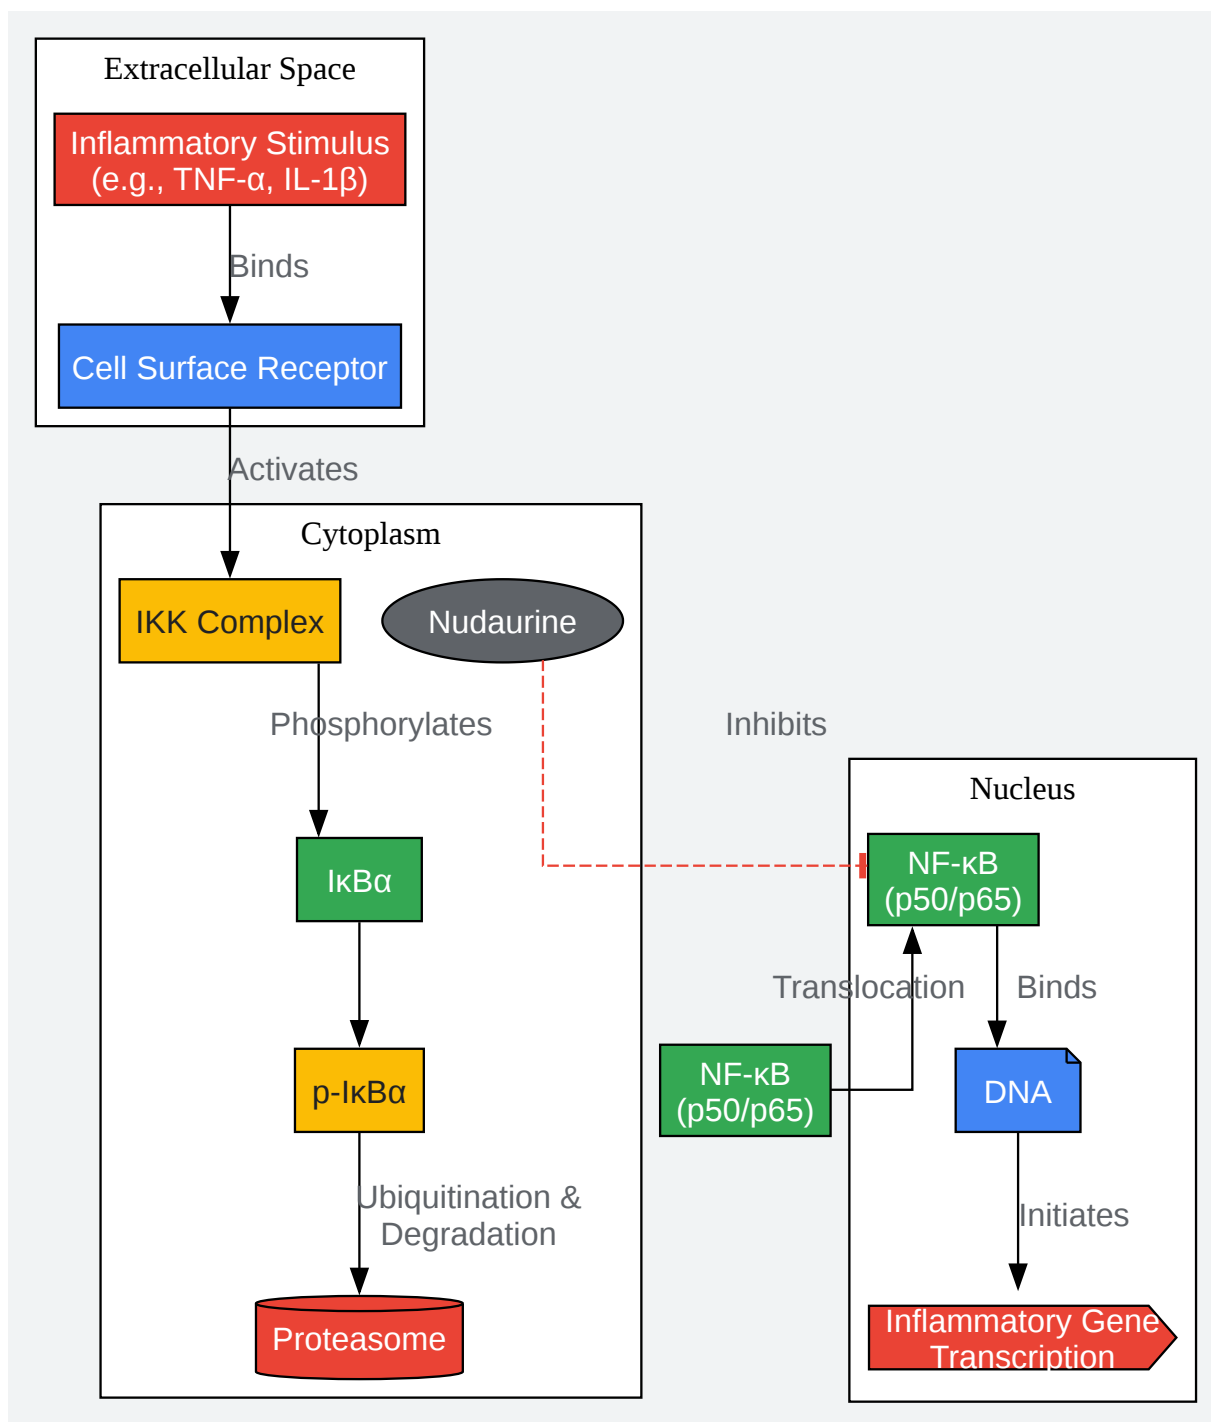 Extracellular Space
Inflammatory Stimulus
(e.g., TNF-α, IL-1β)
Binds
Cell Surface Receptor
Activates
Cytoplasm
IKK Complex
Nudaurine
Phosphorylates
Inhibits
Nucleus
NF-κB
(p50/p65)
IκBα
Translocation
Binds
NF-κB
(p50/p65)
DNA
p-IκBα
Ubiquitination &
Degradation
Initiates
Inflammatory Gene
Transcription
Proteasome